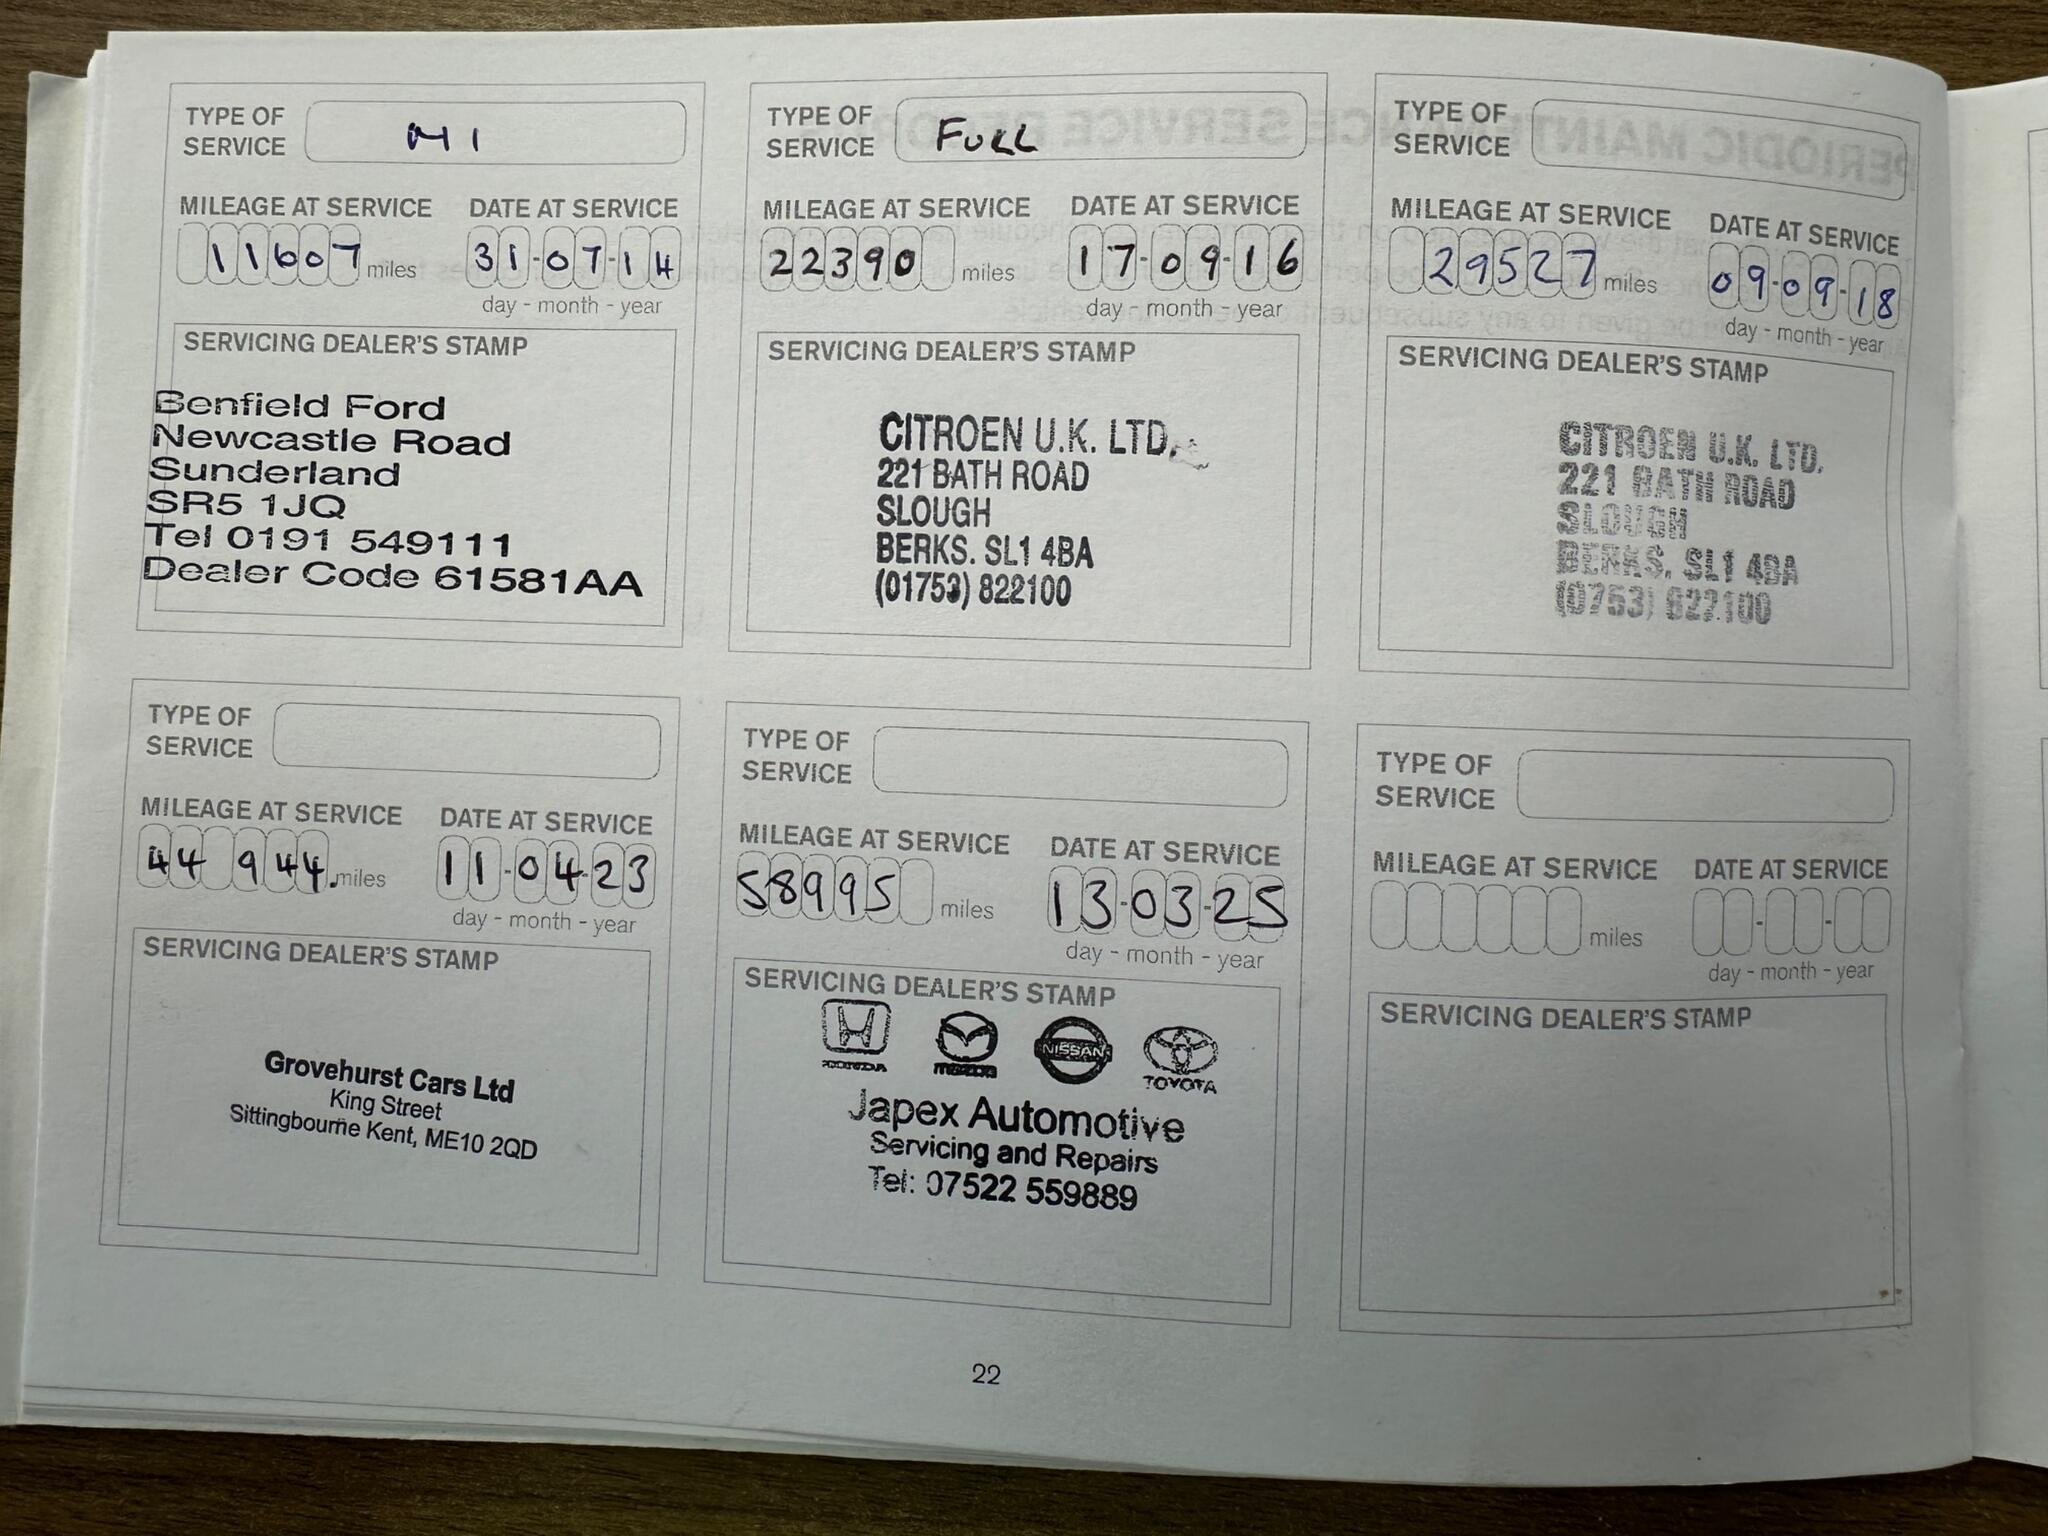 TYPE OF
SERVICE
M1
MILEAGE AT SERVICE
DATE AT SERVICE
11607 miles
31-07-14
day - month - year
SERVICING DEALER'S STAMP
Benfield Ford
Newcastle Road
Sunderland
SR5 1JQ
Tel 0191 549111
Dealer Code 61581AA
TYPE OF
SERVICE
FULL
MILEAGE AT SERVICE
DATE AT SERVICE
22390 miles
17-09-16
day - month - year
SERVICING DEALER'S STAMP
CITROEN U.K. LTD.
221 BATH ROAD
SLOUGH
BERKS. SL1 4BA
(01753) 822100
TYPE OF
SERVICE
MILEAGE AT SERVICE
DATE AT SERVICE
29527 miles
09-09-18
day - month - year
SERVICING DEALER'S STAMP
CITROEN U.K. LTD.
221 BATH ROAD
SLOUGH
BERKS. SL1 4BA
(0753) 822100
TYPE OF
SERVICE
MILEAGE AT SERVICE
DATE AT SERVICE
44 944. miles
11-04-23
day - month - year
SERVICING DEALER'S STAMP
Grovehurst Cars Ltd
King Street
Sittingbourne Kent, ME10 2QD
TYPE OF
SERVICE
MILEAGE AT SERVICE
DATE AT SERVICE
58995 miles
13-03-25
day - month - year
SERVICING DEALER'S STAMP
HONDA
MAZDA
NISSAN
TOYOTA
Japex Automotive
Servicing and Repairs
Tel: 07522 559889
TYPE OF
SERVICE
MILEAGE AT SERVICE
DATE AT SERVICE
miles
day - month - year
SERVICING DEALER'S STAMP
22